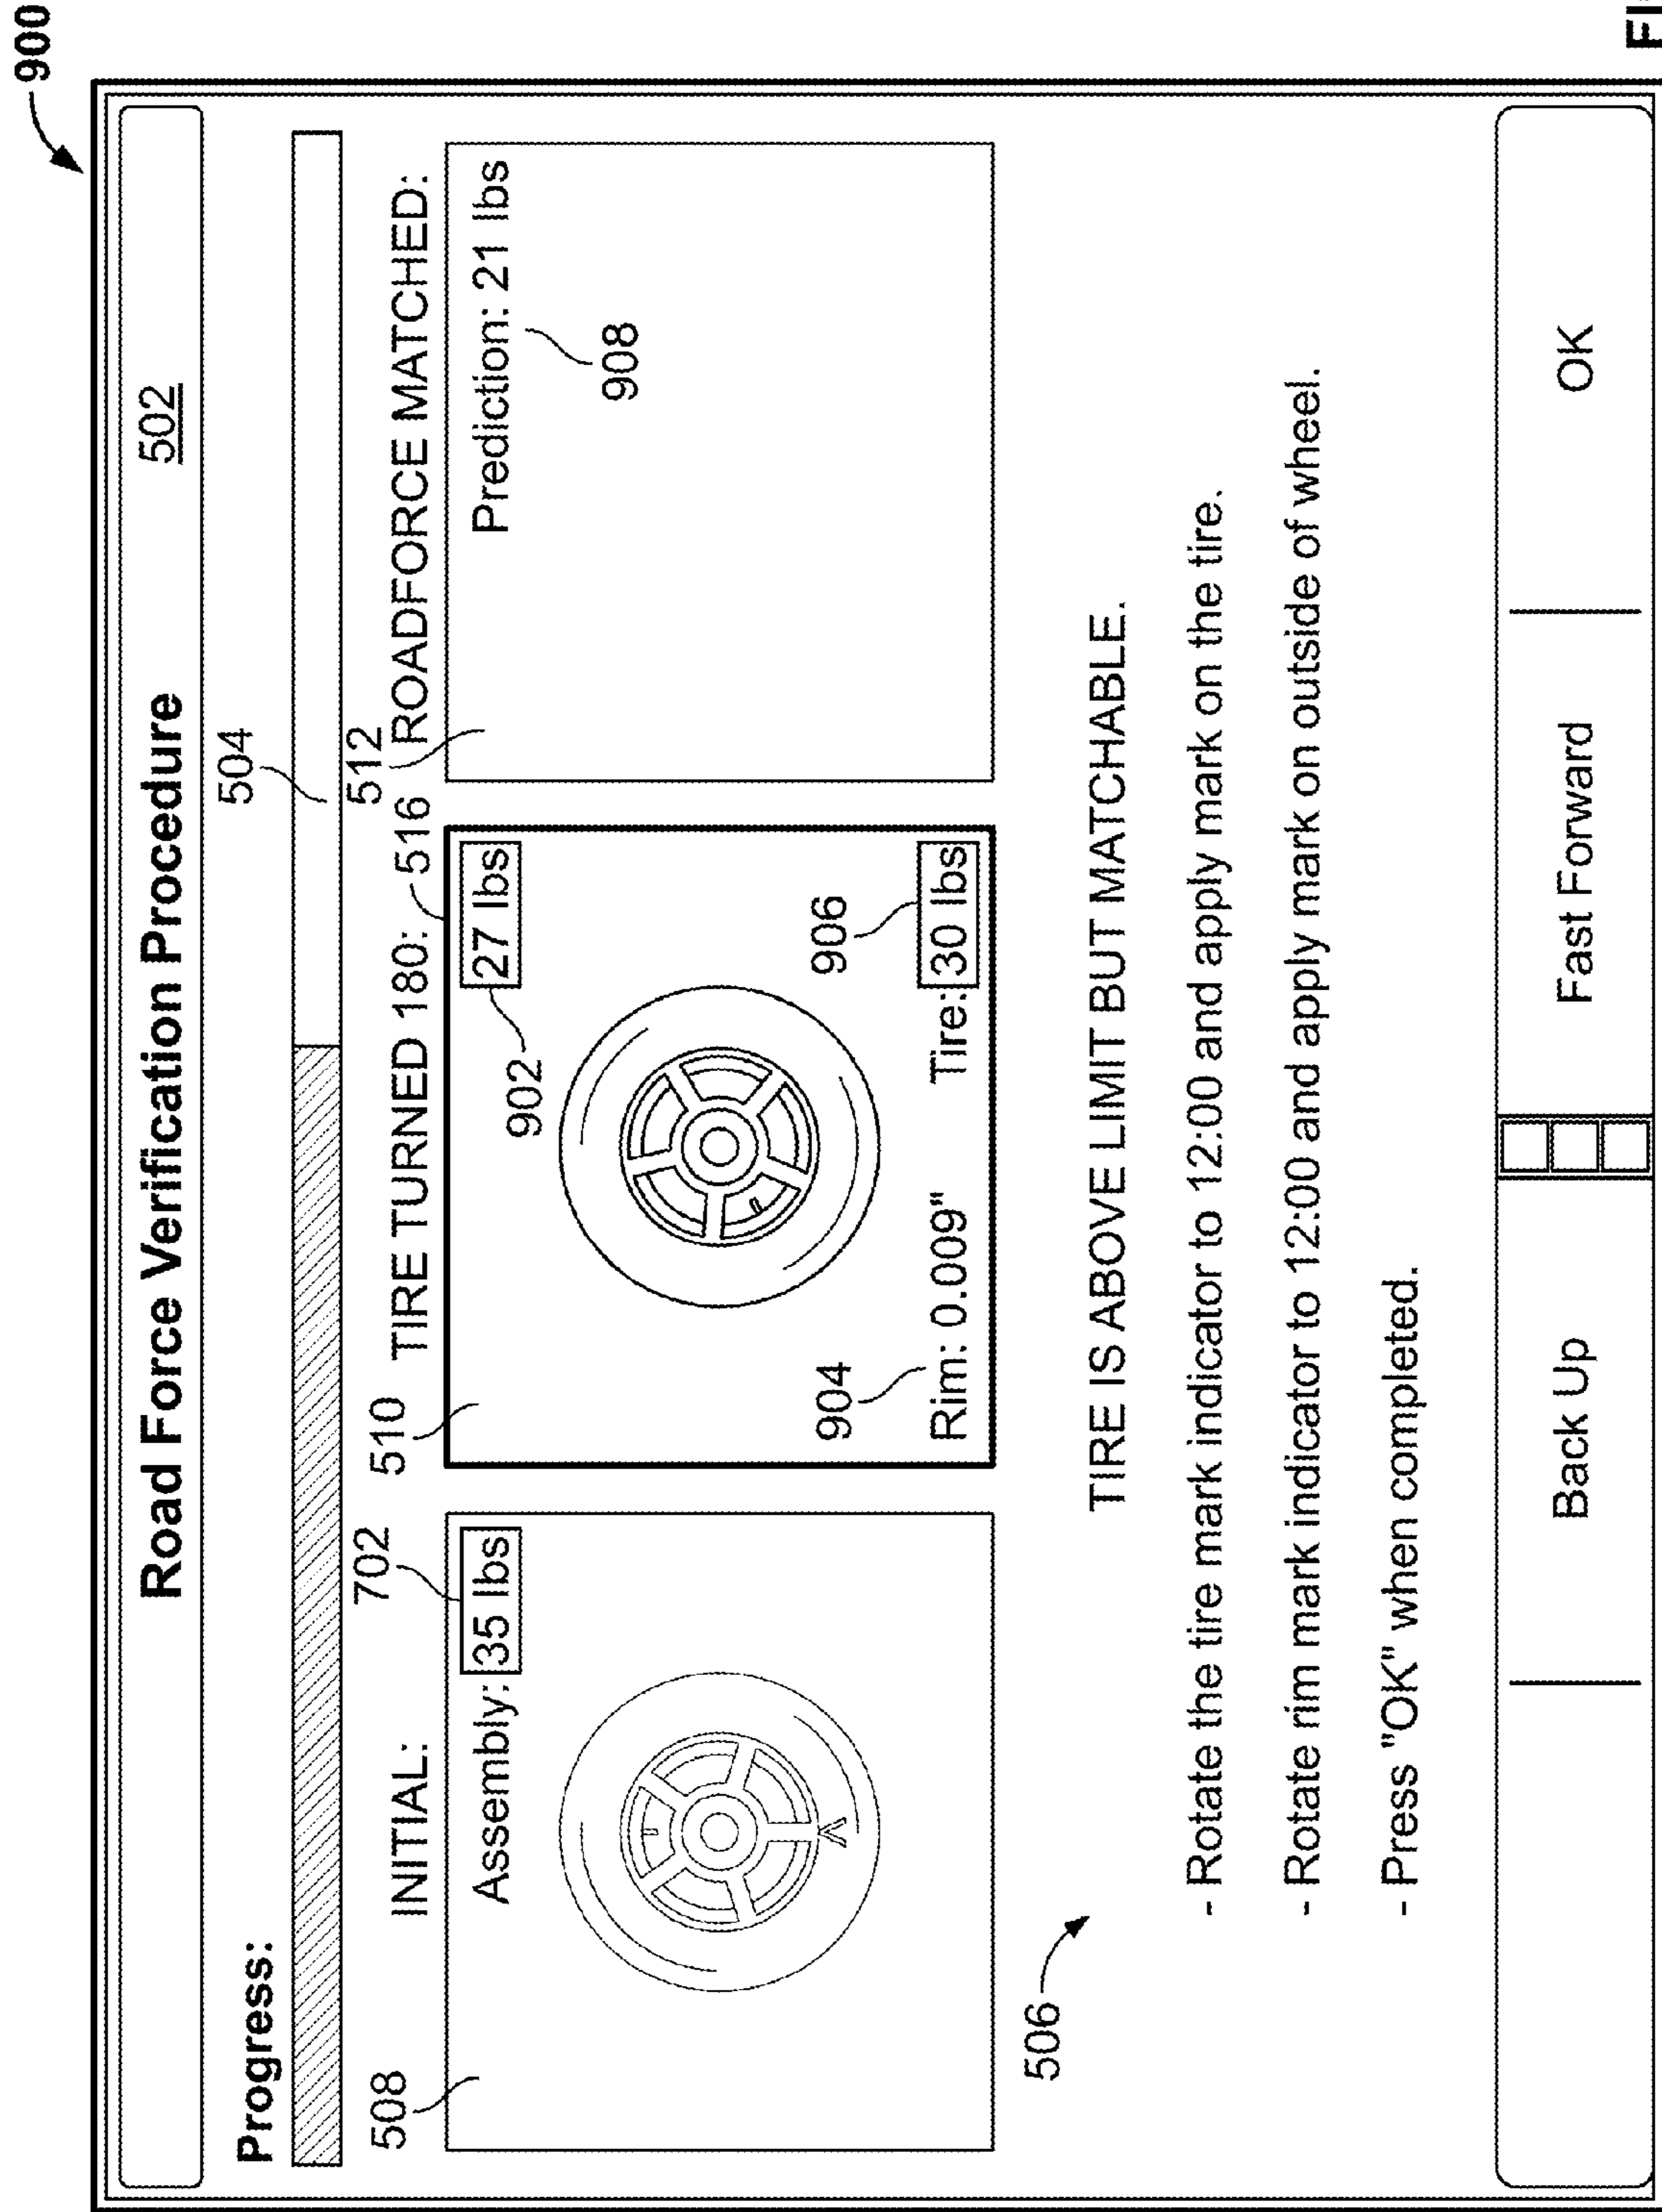 900
Road Force Verification Procedure
502
Progress:
504
508
INITIAL:
702
Assembly: 35 lbs
510
TIRE TURNED 180:
516
27 lbs
902
904
Rim: 0.009"
906
Tire: 30 lbs
512
ROADFORCE MATCHED:
Prediction: 21 lbs
908
506
TIRE IS ABOVE LIMIT BUT MATCHABLE.
- Rotate the tire mark indicator to 12:00 and apply mark on the tire.
- Rotate rim mark indicator to 12:00 and apply mark on outside of wheel.
- Press "OK" when completed.
Back Up
Fast Forward
OK